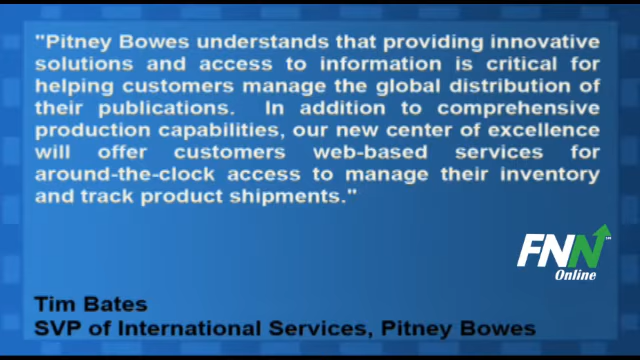 "Pitney Bowes understands that providing innovative
solutions and access to information is critical for
helping customers manage the global distribution of
their publications. In addition to comprehensive
production capabilities, our new center of excellence
will offer customers web-based services for
around-the-clock access to manage their inventory
and track product shipments."
FNN
Online
Tim Bates
SVP of International Services, Pitney Bowes